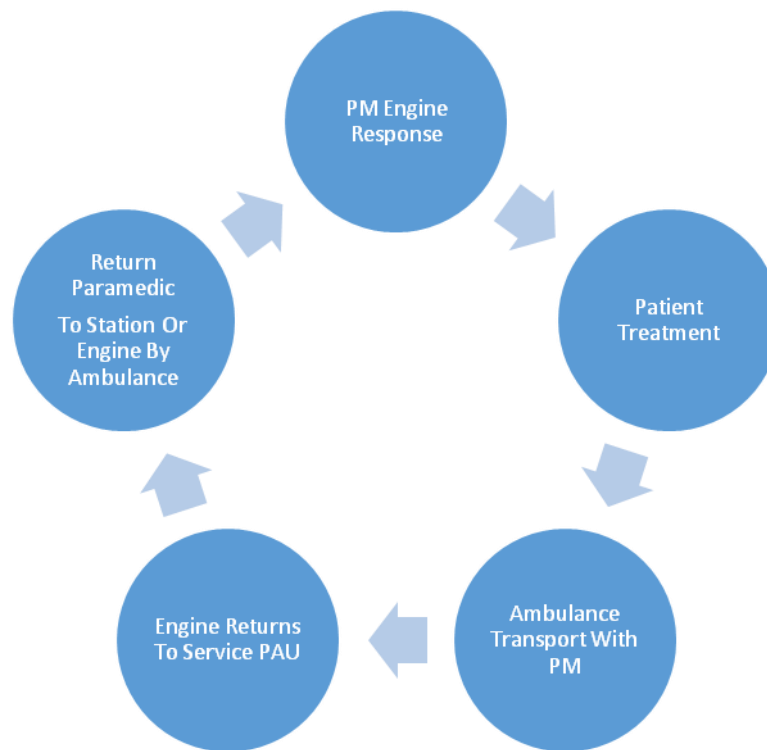 PM Engine
Response
Patient
Treatment
Ambulance
Transport With
PM
Engine Returns
To Service PAU
Return
Paramedic
To Station Or
Engine By
Ambulance